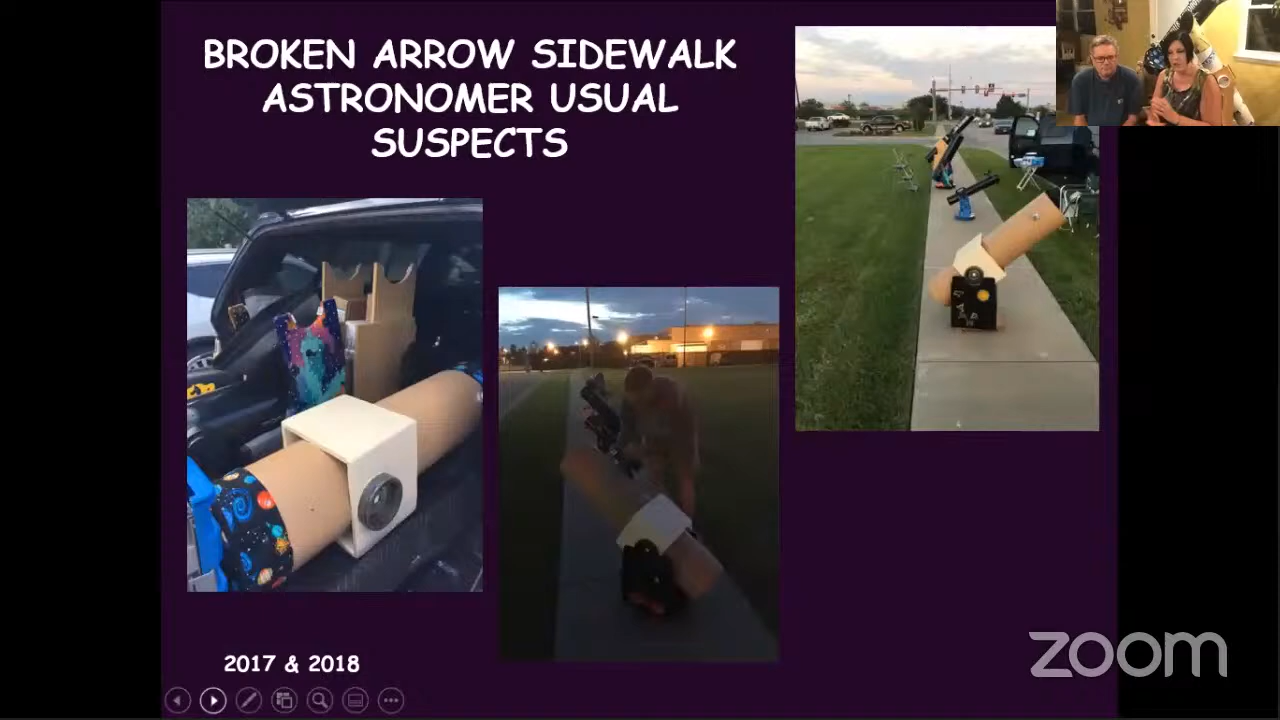 BROKEN ARROW SIDEWALK
ASTRONOMER USUAL
SUSPECTS
2017 & 2018
zoom